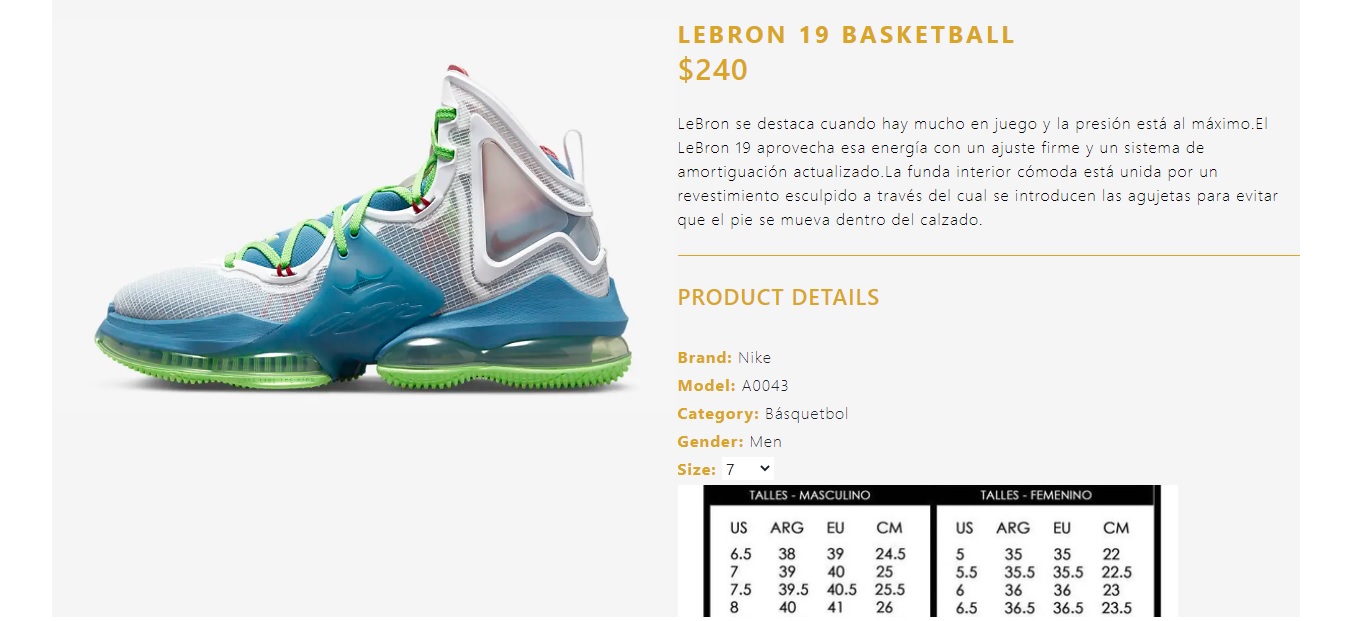 LEBRON 19 BASKETBALL
$240
LeBron se destaca cuando hay mucho en juego y la presión está al máximo.El
LeBron 19 aprovecha esa energía con un ajuste firme y un sistema de
amortiguación actualizado.La funda interior cómoda está unida por un
revestimiento esculpido a través del cual se introducen las agujetas para evitar
que el pie se mueva dentro del calzado.
PRODUCT DETAILS
Brand: Nike
Model: A0043
Category: Básquetbol
Gender: Men
Size: 7
TALLES - MASCULINO TALLES - FEMENINO
US ARG EU CM US ARG EU CM
6.5 38 39 24.5 5 35 35 22
7 39 40 25 5.5 35.5 35.5 22.5
7.5 39.5 40.5 25.5 6 36 36 23
8 40 41 26 6.5 36.5 36.5 23.5